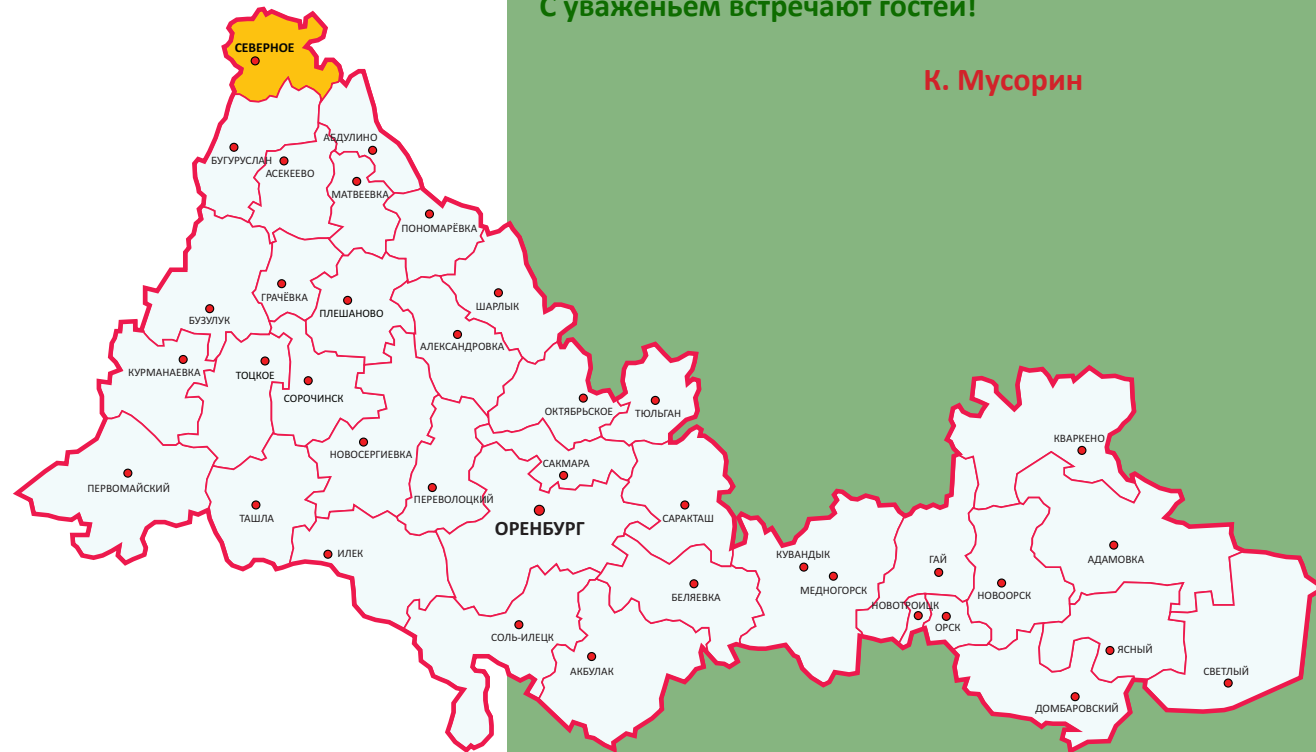 С уваженьем встречают гостей!
К. Мусорин
СЕВЕРНОЕ
АБДУЛИНО
БУГУРУСЛАН
АСЕКЕЕВО
МАТВЕЕВКА
ПОНОМАРЁВКА
ГРАЧЁВКА
ПЛЕШАНОВО
ШАРЛЫК
БУЗУЛУК
АЛЕКСАНДРОВКА
КУРМАНАЕВКА
ТОЦКОЕ
СОРОЧИНСК
ОКТЯБРЬСКОЕ
ТЮЛЬГАН
КВАРКЕНО
НОВОСЕРГИЕВКА
САКМАРА
ПЕРВОМАЙСКИЙ
ПЕРЕВОЛОЦКИЙ
ТАШЛА
ОРЕНБУРГ
САРАКТАШ
ИЛЕК
КУВАНДЫК
ГАЙ
АДАМОВКА
МЕДНОГОРСК
БЕЛЯЕВКА
НОВООРСК
НОВОТРОИЦК
ОРСК
СОЛЬ-ИЛЕЦК
ЯСНЫЙ
АКБУЛАК
СВЕТЛЫЙ
ДОМБАРОВСКИЙ